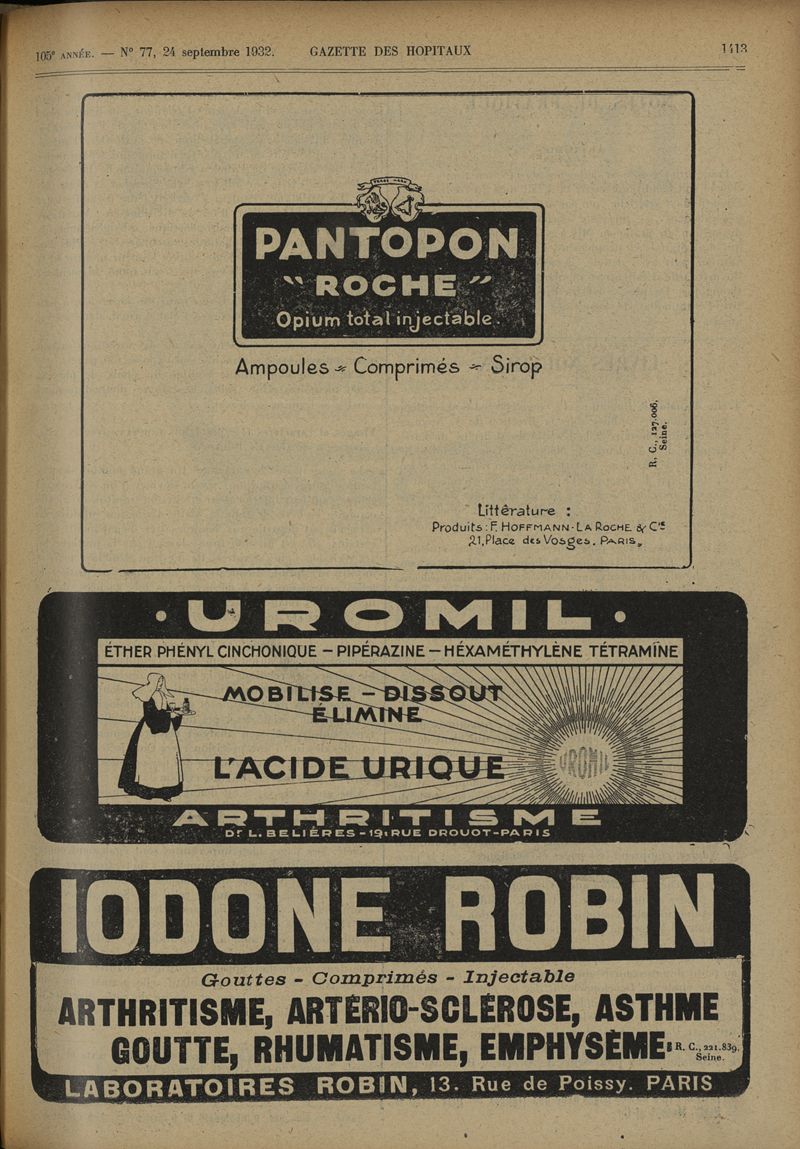 105e ANNÉE. — N° 77, 24 septembre 1932. GAZETTE DES HOPITAUX 1413
PANTOPON
"ROCHE"
Opium total injectable.
Ampoules - Comprimés - Sirop
R. C., 127.006.
Seine.
Littérature :
Produits : F. HOFFMANN-LA ROCHE & Cie
21, Place des Vosges. PARIS.
· UROMIL ·
ÉTHER PHÉNYL CINCHONIQUE – PIPÉRAZINE – HÉXAMÉTHYLÈNE TÉTRAMÎNE
MOBILISE – DISSOUT
ÉLIMINE
L'ACIDE URIQUE
UROMIL
ARTHRITISME
Dr L. BELIÈRES - 19, RUE DROUOT - PARIS
IODONE ROBIN
Gouttes - Comprimés - Injectable
ARTHRITISME, ARTÉRIO-SCLÉROSE, ASTHME
GOUTTE, RHUMATISME, EMPHYSÈME
R. C., 221.839.
Seine.
LABORATOIRES ROBIN, 13. Rue de Poissy. PARIS